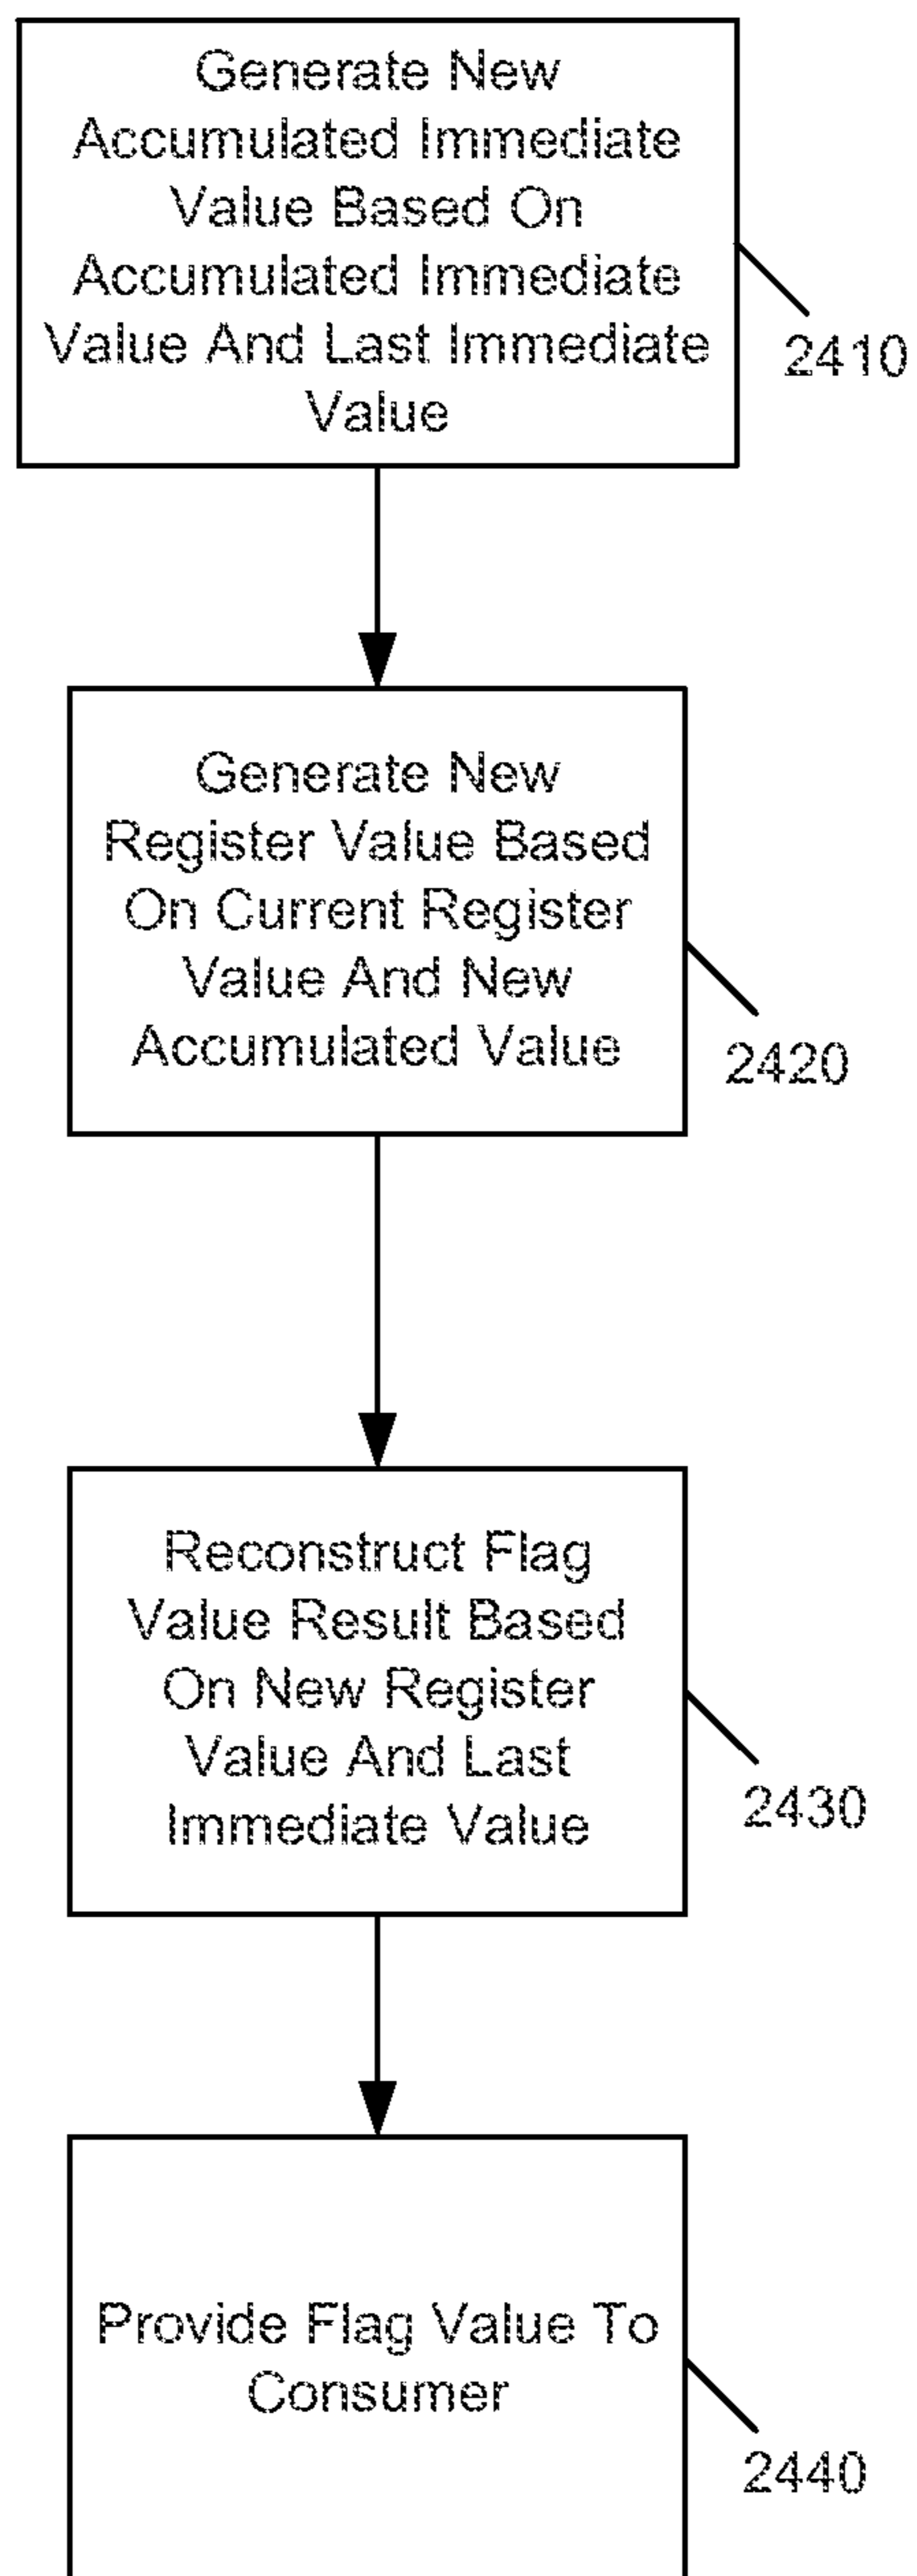 Generate New
Accumulated Immediate
Value Based On
Accumulated Immediate
Value And Last Immediate
Value
2410
Generate New
Register Value Based
On Current Register
Value And New
Accumulated Value
2420
Reconstruct Flag
Value Result Based
On New Register
Value And Last
Immediate Value
2430
Provide Flag Value To
Consumer
2440